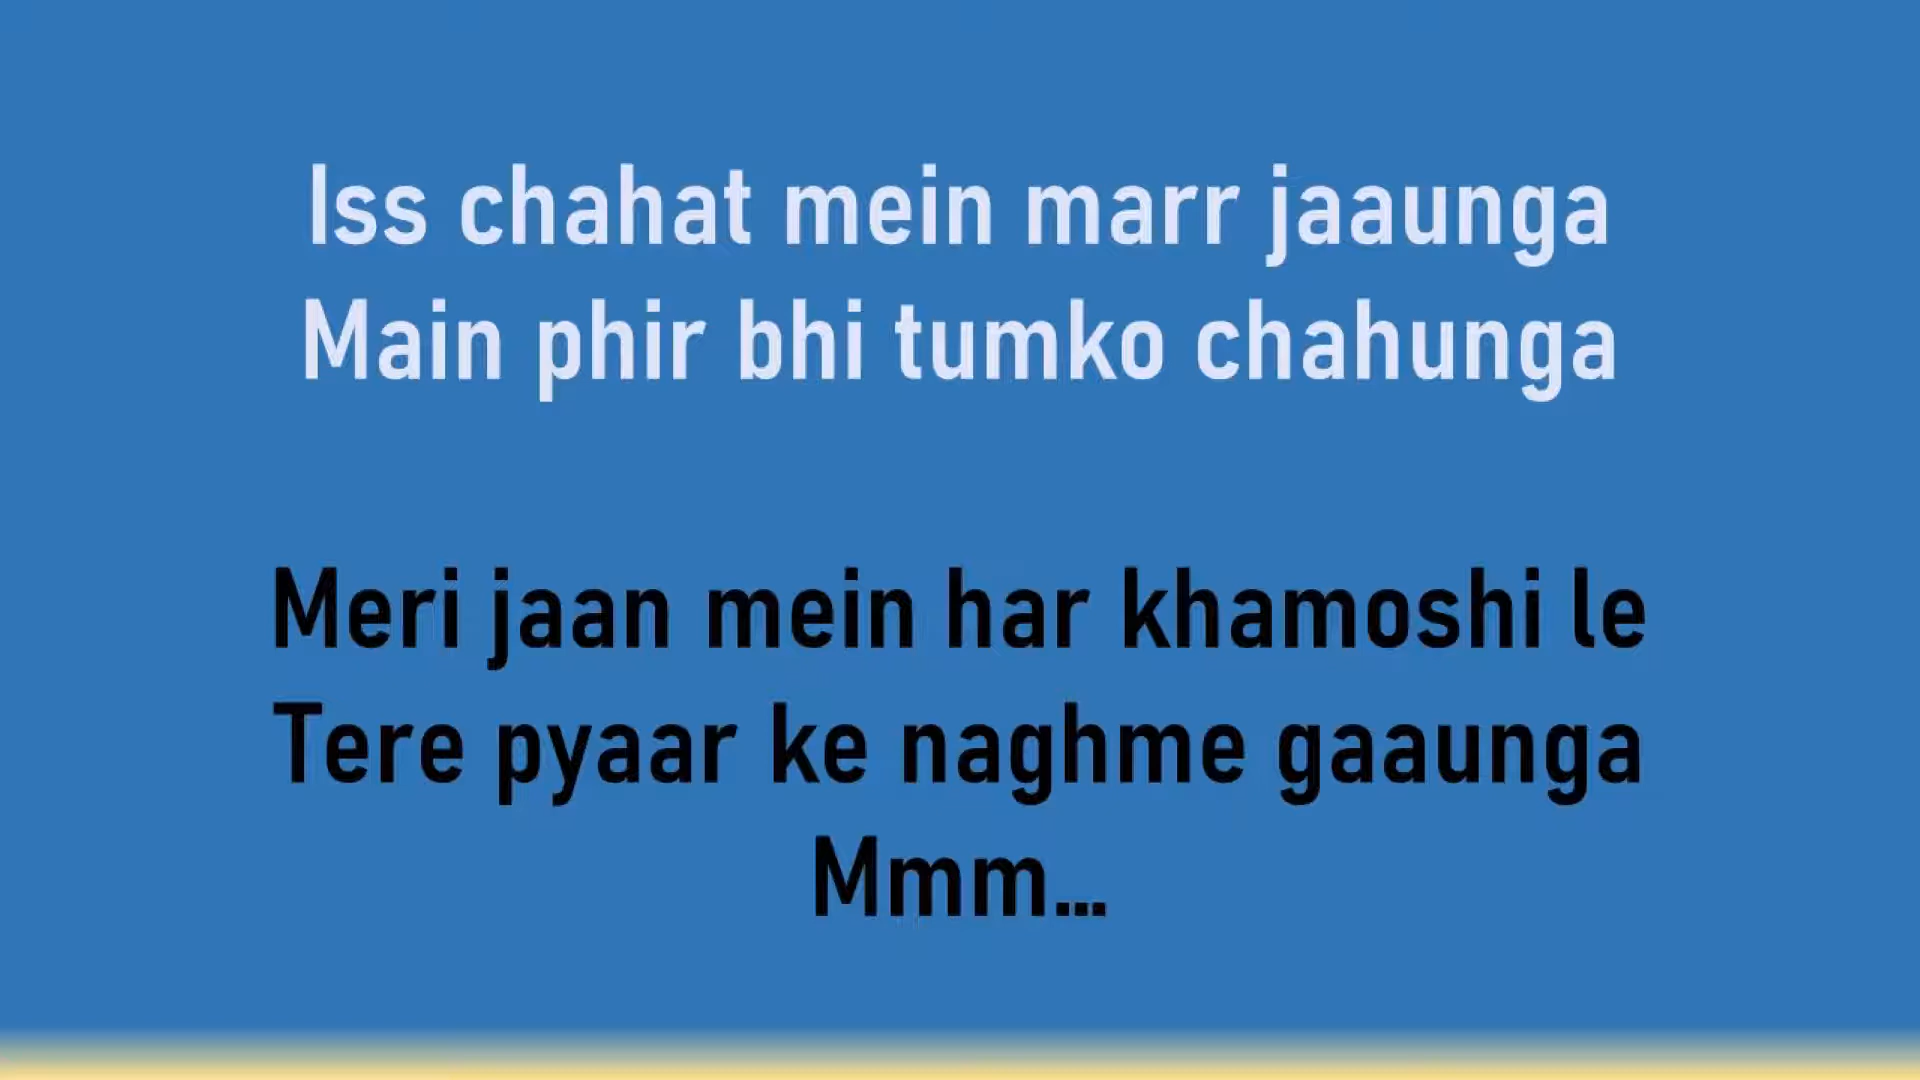 Iss chahat mein marr jaaunga
Main phir bhi tumko chahunga
Meri jaan mein har khamoshi le
Tere pyaar ke naghme gaaunga
Mmm...